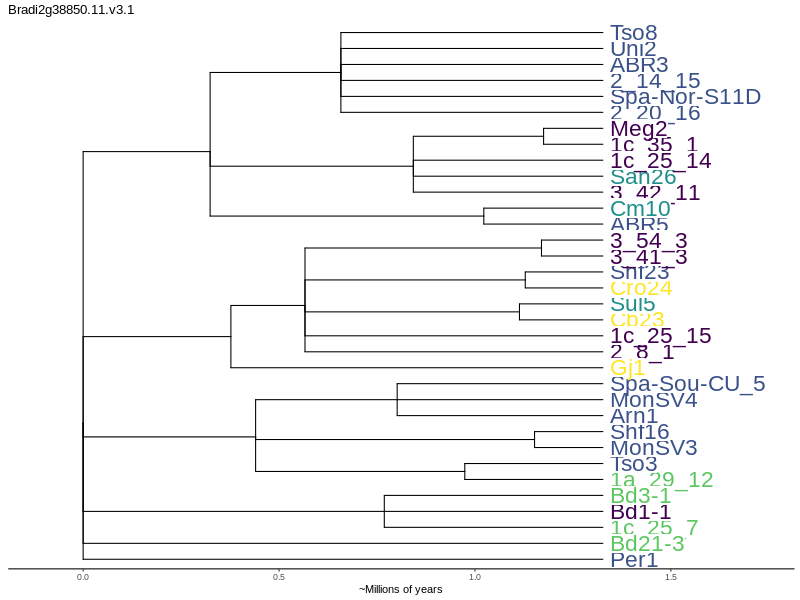 Bradi2g38850.11.v3.1
Tso8
Uni2
ABR3
2_14_15
Spa-Nor-S11D
2_20_16
Meg2
1c_35_1
1c_25_14
San26
3_42_11
Cm10
ABR5
3_54_3
3_41_3
Shf23
Cro24
Sul5
Cb23
1c_25_15
2_8_1
Gj1
Spa-Sou-CU_5
MonSV4
Arn1
Shf16
MonSV3
Tso3
1a_29_12
Bd3-1
Bd1-1
1c_25_7
Bd21-3
Per1
0.0 0.5 1.0 1.5
~Millions of years